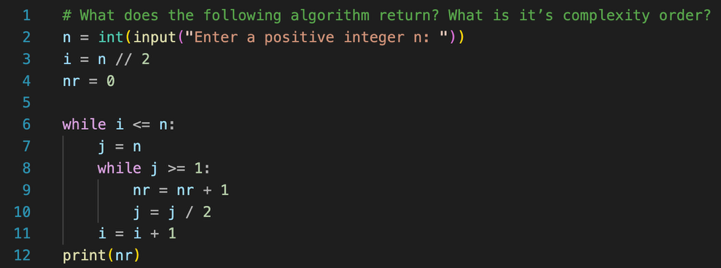 1 # What does the following algorithm return? What is it’s complexity order?
2 n = int(input("Enter a positive integer n: "))
3 i = n // 2
4 nr = 0
5
6 while i <= n:
7     j = n
8     while j >= 1:
9         nr = nr + 1
10         j = j / 2
11     i = i + 1
12 print(nr)